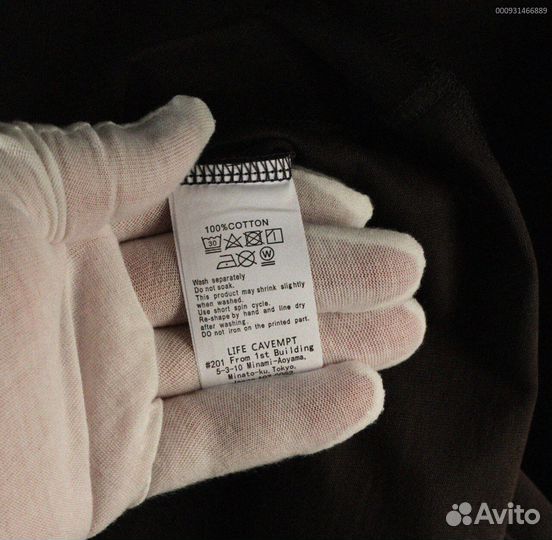 000931466889
100%COTTON
30
Wash separately
Do not soak.
This product may shrink slightly
when washed.
Use short spin cycle.
Re-shape by hand and line dry
after washing.
DO not iron on the printed part.
LIFE CAVEMPT
#201 From 1st Building
5-3-10 Minami-Aoyama,
Minato-ku, Tokyo.
Avito